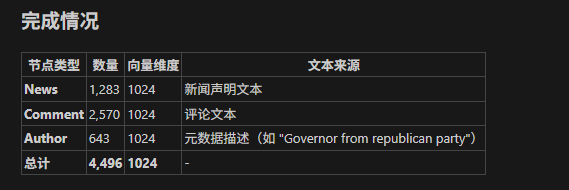 完成情况
节点类型 数量 向量维度 文本来源
News 1,283 1024 新闻声明文本
Comment 2,570 1024 评论文本
Author 643 1024 元数据描述（如 "Governor from republican party"）
总计 4,496 1024 -